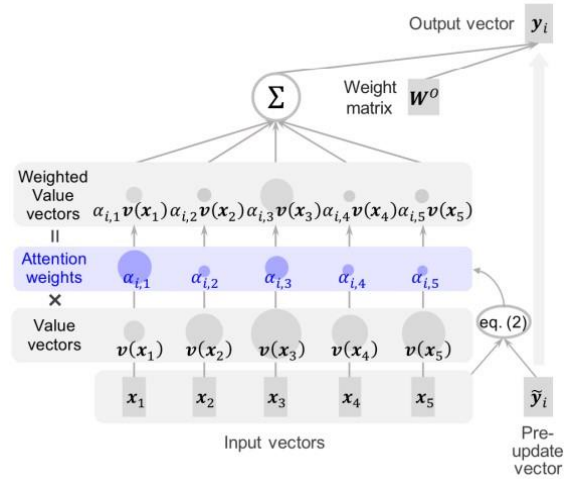 Output vector 𝒚ᵢ
Weight
matrix
𝑾ᴼ
Σ
Weighted
Value
vectors
αᵢ,₁𝒗(𝒙₁) αᵢ,₂𝒗(𝒙₂) αᵢ,₃𝒗(𝒙₃) αᵢ,₄𝒗(𝒙₄) αᵢ,₅𝒗(𝒙₅)
=
Attention
weights
αᵢ,₁ αᵢ,₂ αᵢ,₃ αᵢ,₄ αᵢ,₅
×
Value
vectors
𝒗(𝒙₁) 𝒗(𝒙₂) 𝒗(𝒙₃) 𝒗(𝒙₄) 𝒗(𝒙₅)
eq. (2)
𝒙₁ 𝒙₂ 𝒙₃ 𝒙₄ 𝒙₅
ỹᵢ
Input vectors
Pre-
update
vector